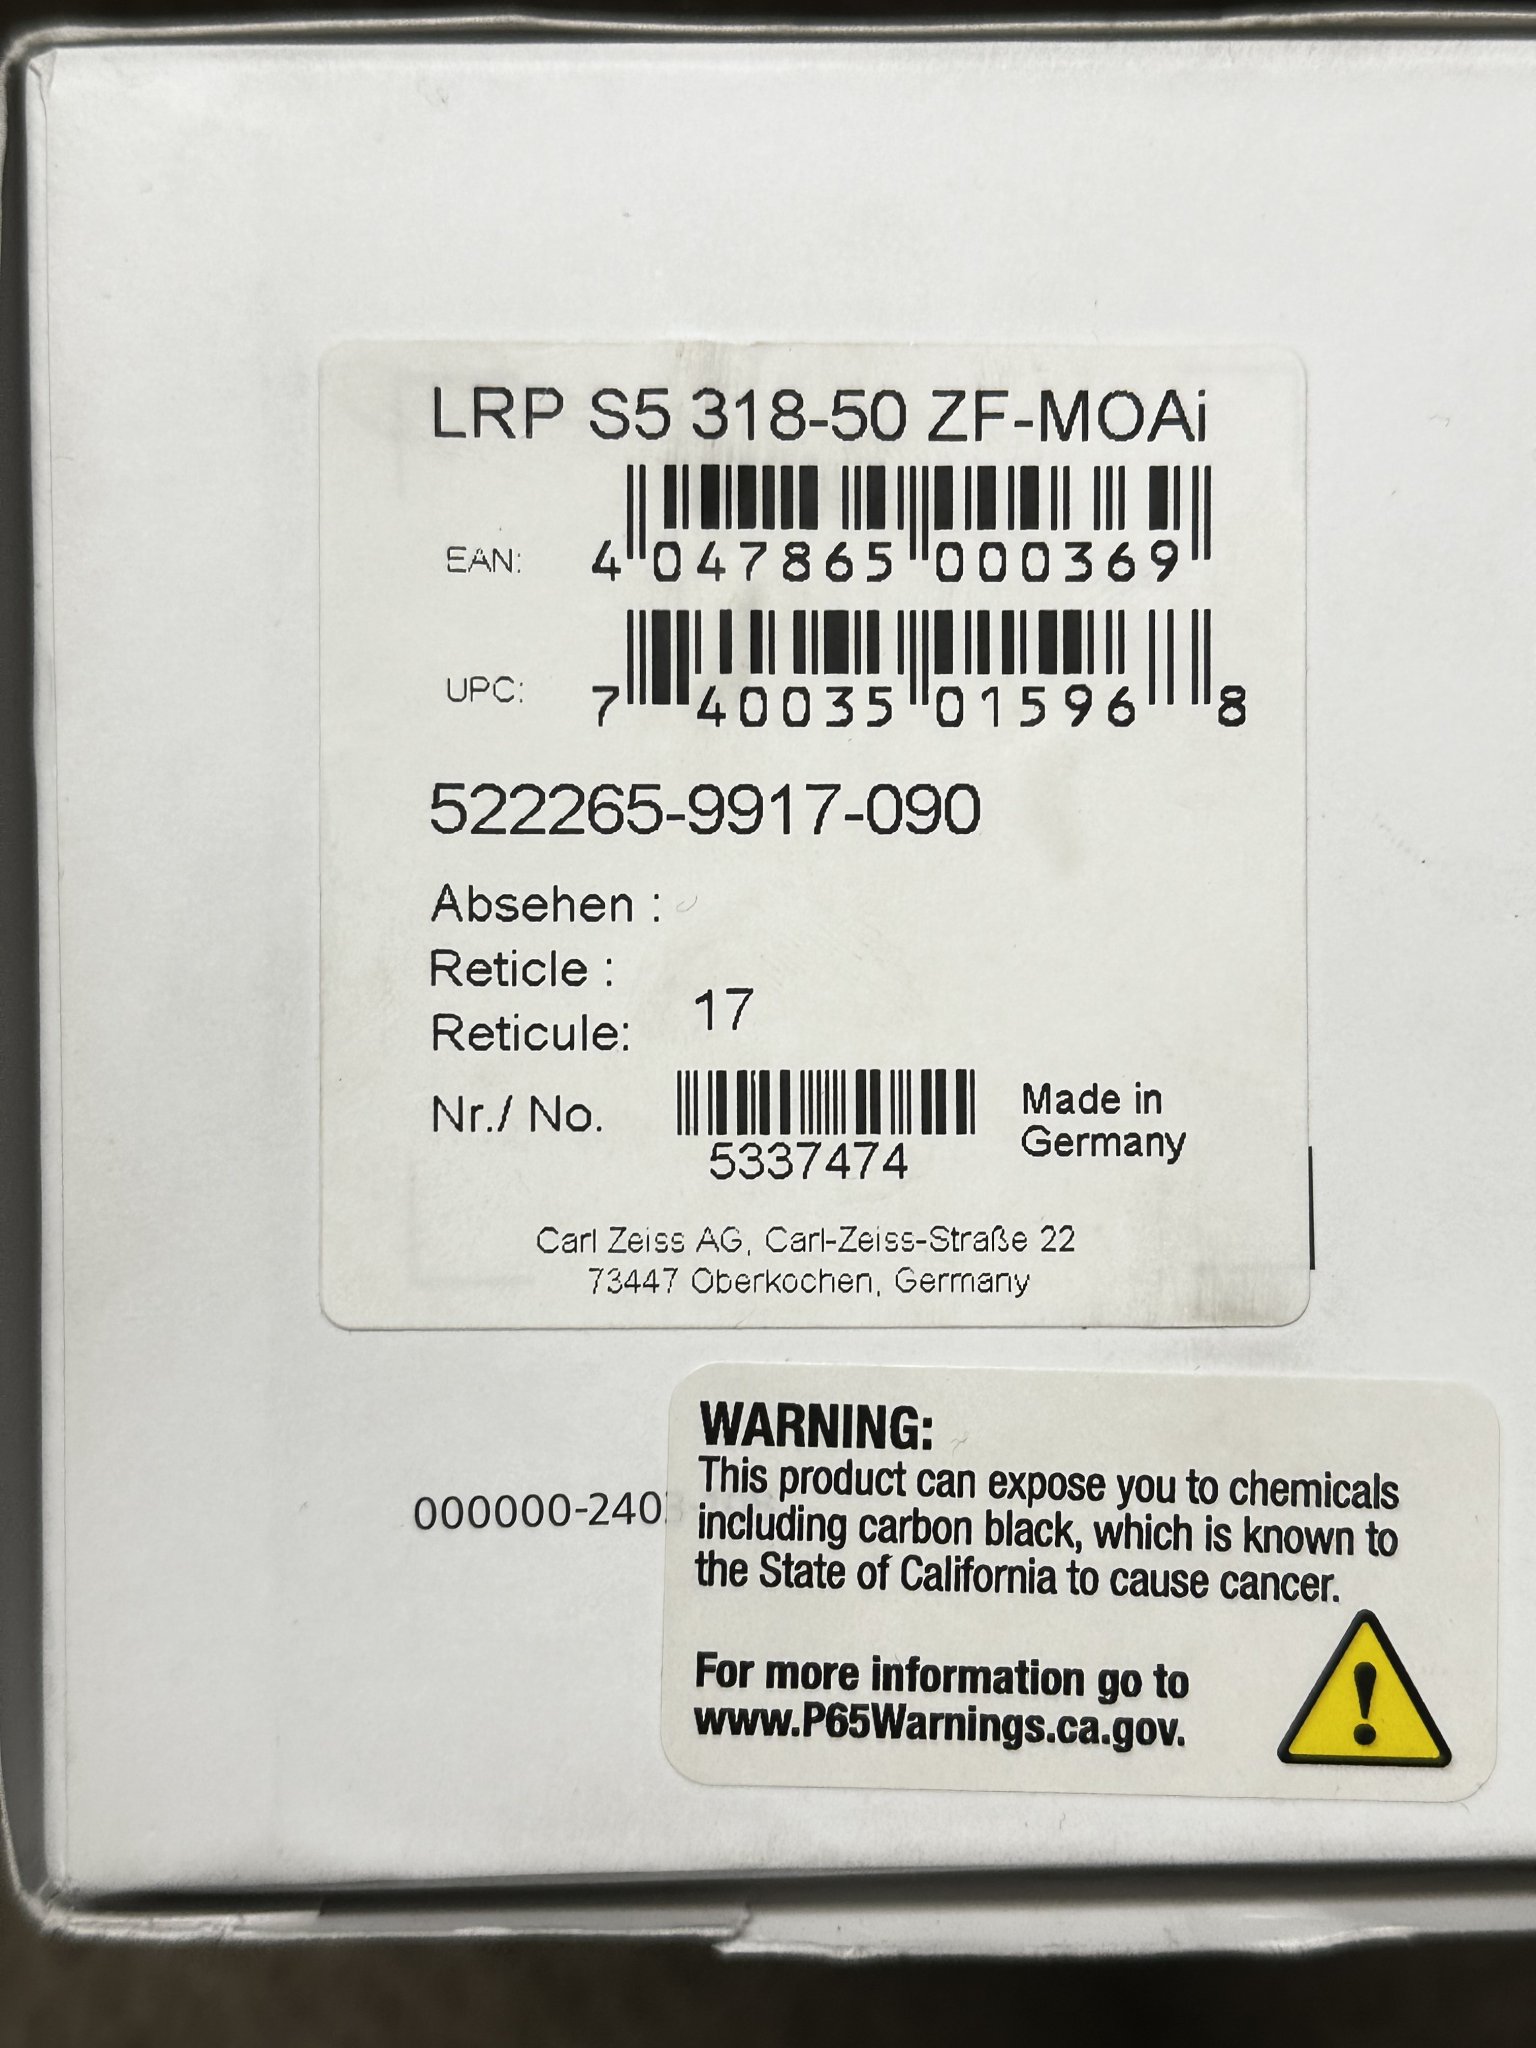 LRP S5 318-50 ZF-MOAi
EAN: 4 047865 000369
UPC: 7 40035 01596 8
522265-9917-090
Absehen :
Reticle :
Reticule: 17
Nr./ No. 5337474
Made in
Germany
Carl Zeiss AG, Carl-Zeiss-Straße 22
73447 Oberkochen, Germany
000000-240
WARNING:
This product can expose you to chemicals
including carbon black, which is known to
the State of California to cause cancer.
For more information go to
www.P65Warnings.ca.gov.